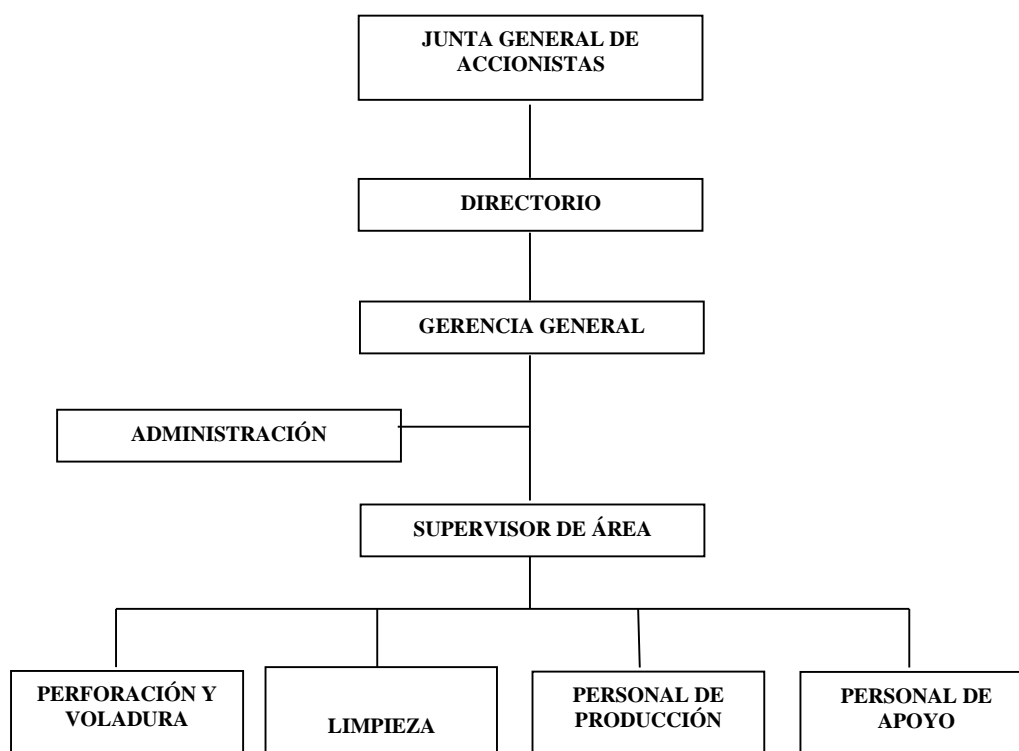 JUNTA GENERAL DE
ACCIONISTAS
DIRECTORIO
GERENCIA GENERAL
ADMINISTRACIÓN
SUPERVISOR DE ÁREA
PERFORACIÓN Y
VOLADURA
LIMPIEZA
PERSONAL DE
PRODUCCIÓN
PERSONAL DE
APOYO